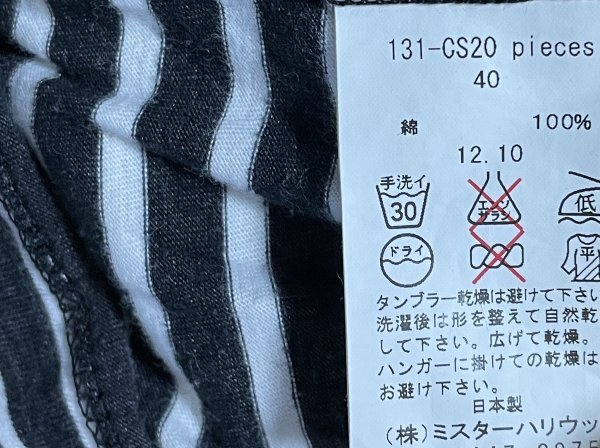 131-CS20 pieces
40
綿 100%
12.10
手洗イ
30
エンソ
サラシ
低
ドライ
平
タンブラー乾燥は避けて下さい
洗濯後は形を整えて自然乾
して下さい。広げて乾燥。
ハンガーに掛けての乾燥は
お避け下さい。
日本製
(株)ミスターハリウッ